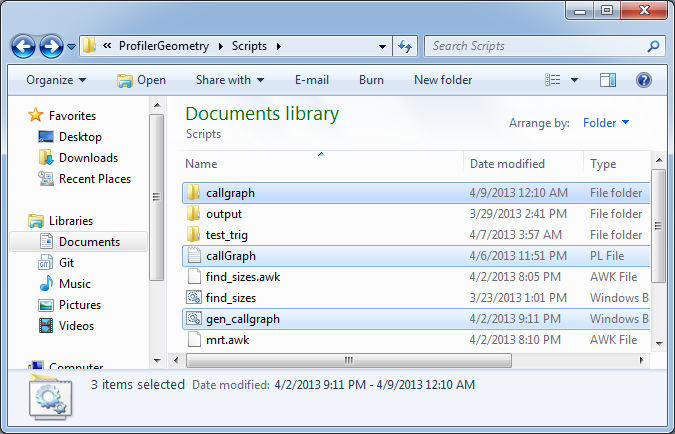 « ProfilerGeometry Scripts Search Scripts
Organize Open Share with E-mail Burn New folder
Favorites
Desktop
Downloads
Recent Places
Libraries
Documents
Git
Music
Pictures
Videos
Computer
Documents library
Scripts
Arrange by: Folder
Name Date modified Type
callgraph 4/9/2013 12:10 AM File folder
output 3/29/2013 2:41 PM File folder
test_trig 4/7/2013 3:57 AM File folder
callGraph 4/6/2013 11:51 PM PL File
find_sizes.awk 4/2/2013 8:05 PM AWK File
find_sizes 3/23/2013 1:01 PM Windows B
gen_callgraph 4/2/2013 9:11 PM Windows B
mrt.awk 4/2/2013 8:10 PM AWK File
3 items selected Date modified: 4/2/2013 9:11 PM - 4/9/2013 12:10 AM